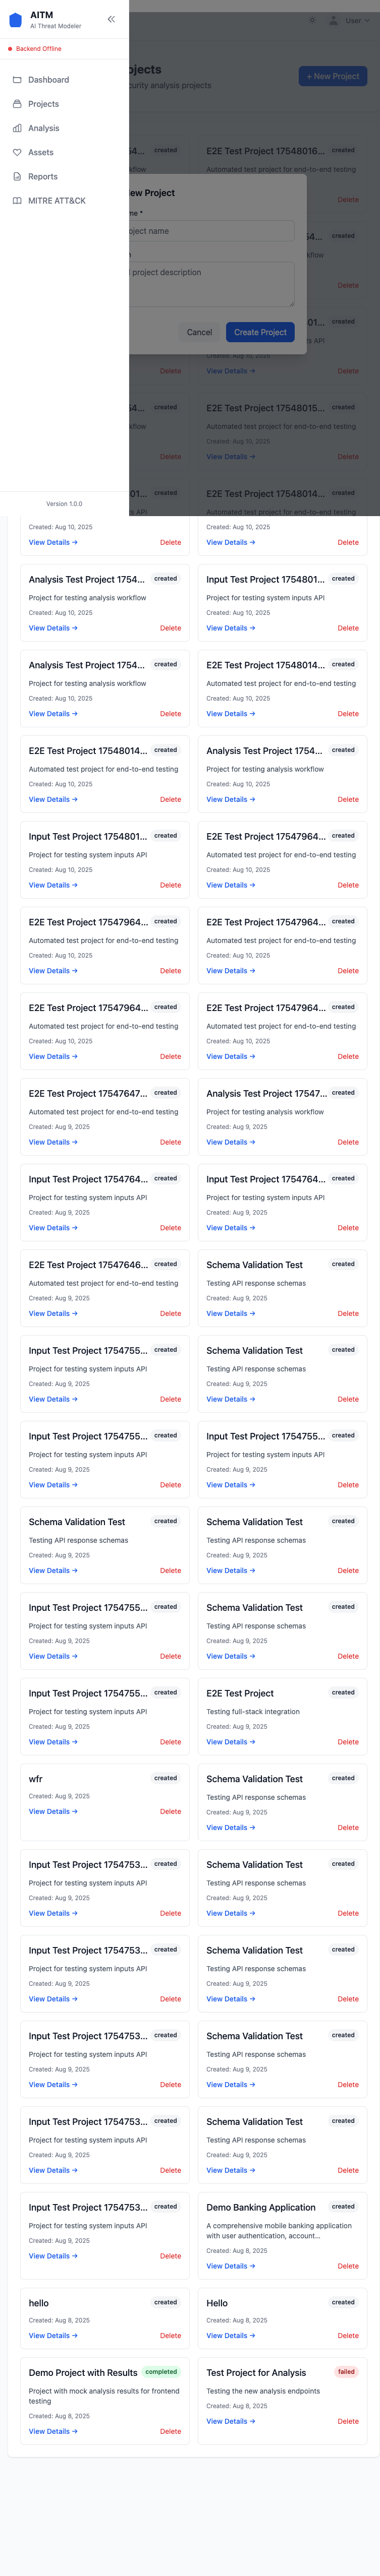 AITM
AI Threat Modeler
Backend Offline
Dashboard
Projects
Analysis
Assets
Reports
MITRE ATT&CK
Version 1.0.0
User
ojects
curity analysis projects
+ New Project
E2E Test Project 17548016... created
Automated test project for end-to-end testing
Delete
ew Project
me *
oject name
n
l project description
Cancel
Create Project
View Details →
Delete
E2E Test Project 17548015... created
Automated test project for end-to-end testing
Created: Aug 10, 2025
View Details →
Delete
E2E Test Project 17548014... created
Created: Aug 10, 2025
View Details → Delete
Created: Aug 10, 2025
View Details → Delete
Analysis Test Project 1754... created
Project for testing analysis workflow
Created: Aug 10, 2025
View Details → Delete
Input Test Project 1754801... created
Project for testing system inputs API
Created: Aug 10, 2025
View Details → Delete
Analysis Test Project 1754... created
Project for testing analysis workflow
Created: Aug 10, 2025
View Details → Delete
E2E Test Project 17548014... created
Automated test project for end-to-end testing
Created: Aug 10, 2025
View Details → Delete
E2E Test Project 17548014... created
Automated test project for end-to-end testing
Created: Aug 10, 2025
View Details → Delete
Analysis Test Project 1754... created
Project for testing analysis workflow
Created: Aug 10, 2025
View Details → Delete
Input Test Project 1754801... created
Project for testing system inputs API
Created: Aug 10, 2025
View Details → Delete
E2E Test Project 17547964... created
Automated test project for end-to-end testing
Created: Aug 10, 2025
View Details → Delete
E2E Test Project 17547964... created
Automated test project for end-to-end testing
Created: Aug 10, 2025
View Details → Delete
E2E Test Project 17547964... created
Automated test project for end-to-end testing
Created: Aug 10, 2025
View Details → Delete
E2E Test Project 17547964... created
Automated test project for end-to-end testing
Created: Aug 10, 2025
View Details → Delete
E2E Test Project 17547964... created
Automated test project for end-to-end testing
Created: Aug 10, 2025
View Details → Delete
E2E Test Project 17547647... created
Automated test project for end-to-end testing
Created: Aug 9, 2025
View Details → Delete
Analysis Test Project 17547... created
Project for testing analysis workflow
Created: Aug 9, 2025
View Details → Delete
Input Test Project 1754764... created
Project for testing system inputs API
Created: Aug 9, 2025
View Details → Delete
Input Test Project 1754764... created
Project for testing system inputs API
Created: Aug 9, 2025
View Details → Delete
E2E Test Project 17547646... created
Automated test project for end-to-end testing
Created: Aug 9, 2025
View Details → Delete
Schema Validation Test created
Testing API response schemas
Created: Aug 9, 2025
View Details → Delete
Input Test Project 1754755... created
Project for testing system inputs API
Created: Aug 9, 2025
View Details → Delete
Schema Validation Test created
Testing API response schemas
Created: Aug 9, 2025
View Details → Delete
Input Test Project 1754755... created
Project for testing system inputs API
Created: Aug 9, 2025
View Details → Delete
Input Test Project 1754755... created
Project for testing system inputs API
Created: Aug 9, 2025
View Details → Delete
Schema Validation Test created
Testing API response schemas
Created: Aug 9, 2025
View Details → Delete
Schema Validation Test created
Testing API response schemas
Created: Aug 9, 2025
View Details → Delete
Input Test Project 1754755... created
Project for testing system inputs API
Created: Aug 9, 2025
View Details → Delete
Schema Validation Test created
Testing API response schemas
Created: Aug 9, 2025
View Details → Delete
Input Test Project 1754755... created
Project for testing system inputs API
Created: Aug 9, 2025
View Details → Delete
E2E Test Project created
Testing full-stack integration
Created: Aug 9, 2025
View Details → Delete
wfr created
Created: Aug 9, 2025
View Details → Delete
Schema Validation Test created
Testing API response schemas
Created: Aug 9, 2025
View Details → Delete
Input Test Project 1754753... created
Project for testing system inputs API
Created: Aug 9, 2025
View Details → Delete
Schema Validation Test created
Testing API response schemas
Created: Aug 9, 2025
View Details → Delete
Input Test Project 1754753... created
Project for testing system inputs API
Created: Aug 9, 2025
View Details → Delete
Schema Validation Test created
Testing API response schemas
Created: Aug 9, 2025
View Details → Delete
Input Test Project 1754753... created
Project for testing system inputs API
Created: Aug 9, 2025
View Details → Delete
Schema Validation Test created
Testing API response schemas
Created: Aug 9, 2025
View Details → Delete
Input Test Project 1754753... created
Project for testing system inputs API
Created: Aug 9, 2025
View Details → Delete
Schema Validation Test created
Testing API response schemas
Created: Aug 9, 2025
View Details → Delete
Input Test Project 1754753... created
Project for testing system inputs API
Created: Aug 9, 2025
View Details → Delete
Demo Banking Application created
A comprehensive mobile banking application
with user authentication, account...
Created: Aug 8, 2025
View Details → Delete
hello created
Created: Aug 8, 2025
View Details → Delete
Hello created
Created: Aug 8, 2025
View Details → Delete
Demo Project with Results completed
Project with mock analysis results for frontend
testing
Created: Aug 8, 2025
View Details → Delete
Test Project for Analysis failed
Testing the new analysis endpoints
Created: Aug 8, 2025
View Details → Delete